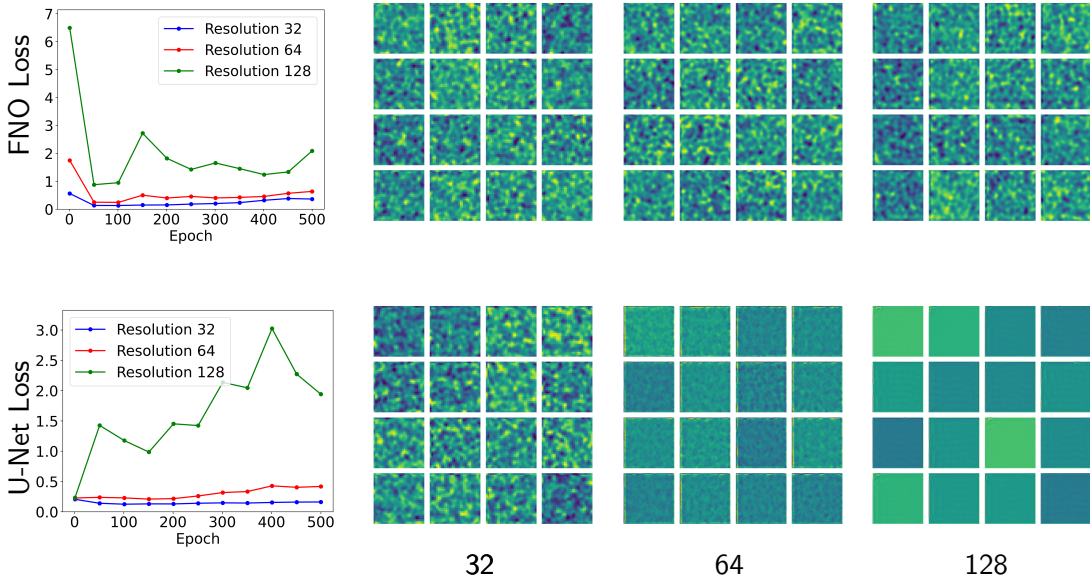 FNO Loss
7
6
5
4
3
2
1
0
Resolution 32
Resolution 64
Resolution 128
0 100 200 300 400 500
Epoch
U-Net Loss
3.0
2.5
2.0
1.5
1.0
0.5
0.0
Resolution 32
Resolution 64
Resolution 128
0 100 200 300 400 500
Epoch
32 64 128